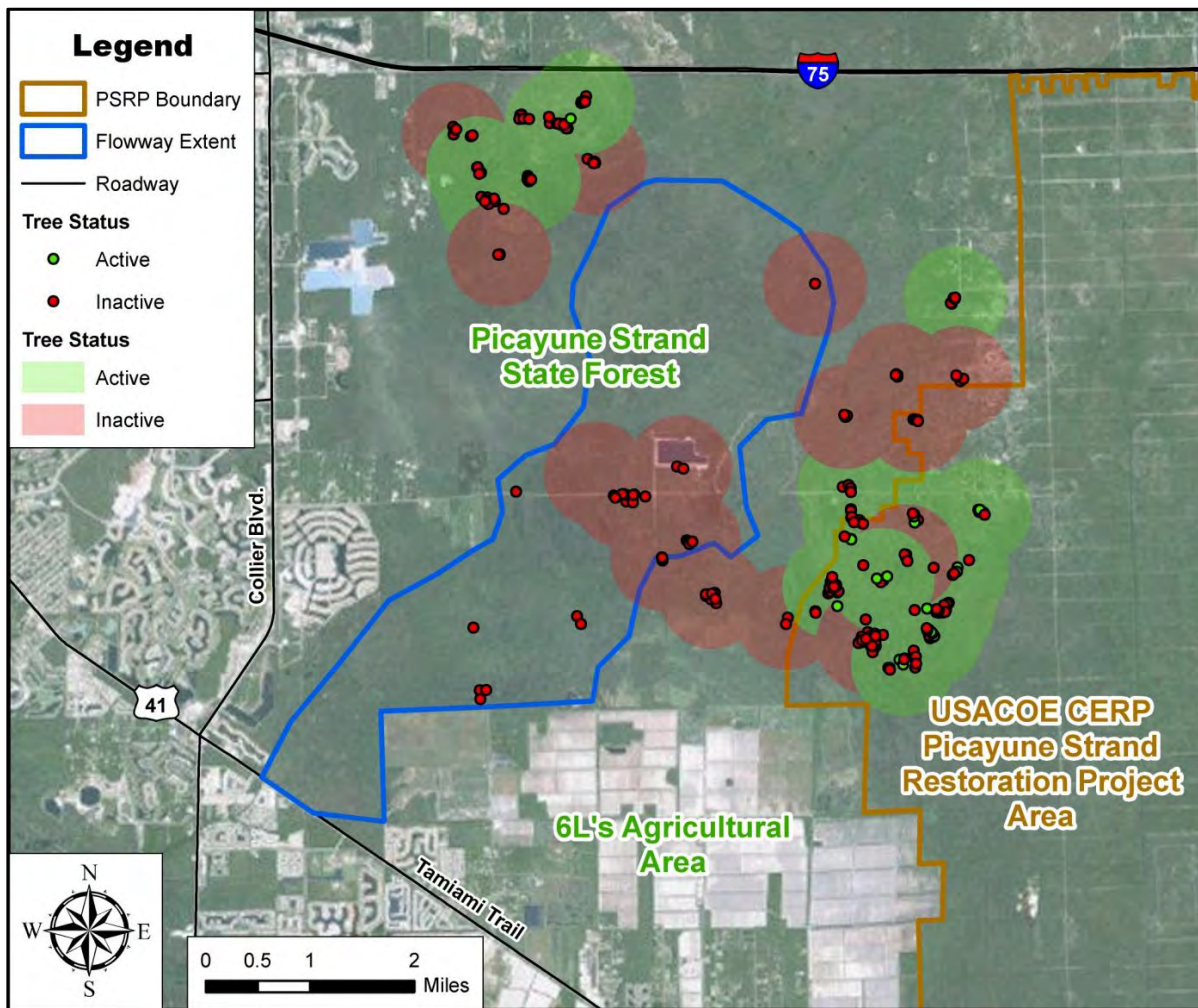 Legend
PSRP Boundary
Flowway Extent
Roadway
Tree Status
Active
Inactive
Tree Status
Active
Inactive
75
Picayune Strand
State Forest
Collier Blvd.
41
USACOE CERP
Picayune Strand
Restoration Project
Area
6L's Agricultural
Area
Tamiami Trail
N
W
E
S
0 0.5 1 2
Miles